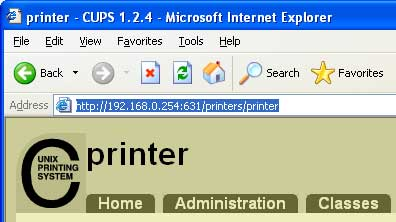 printer - CUPS 1.2.4 - Microsoft Internet Explorer
File Edit View Favorites Tools Help
Back Search Favorites
Address http://192.168.0.254:631/printers/printer
UNIX
PRINTING
SYSTEM
printer
Home Administration Classes